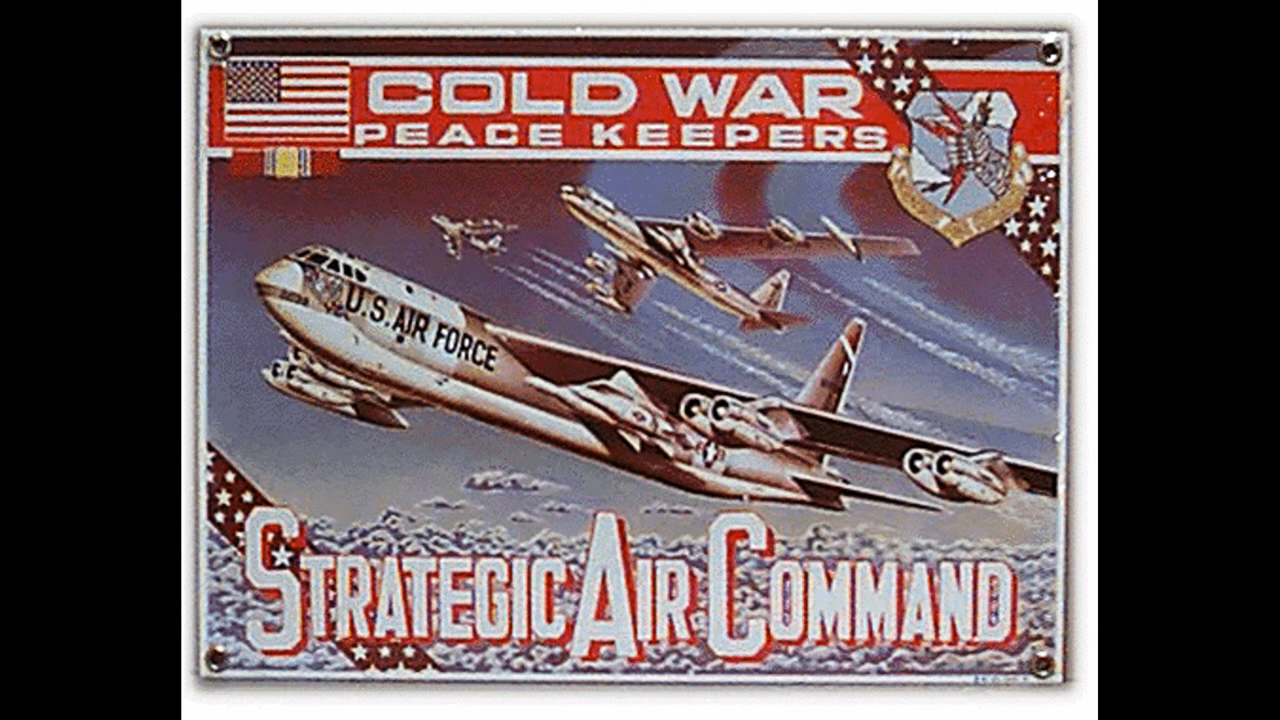 COLD WAR
PEACE KEEPERS
U.S. AIR FORCE
STRATEGIC AIR COMMAND